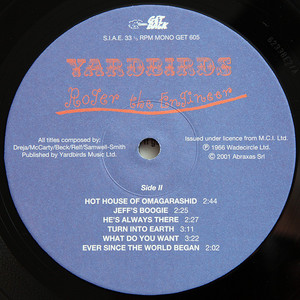 GET BACK
S.I.A.E. 33 ⅓ RPM MONO GET 605
YARDBIRDS
Roger the Engineer
All titles composed by:
Dreja/McCarty/Beck/Relf/Samwell-Smith
Published by Yardbirds Music Ltd.
Issued under licence from M.C.I. Ltd.
℗ 1966 Wadecircle Ltd.
© 2001 Abraxas Srl
Side II
HOT HOUSE OF OMAGARASHID 2:44
JEFF'S BOOGIE 2:25
HE'S ALWAYS THERE 2:27
TURN INTO EARTH 3:11
WHAT DO YOU WANT 3:22
EVER SINCE THE WORLD BEGAN 2:02